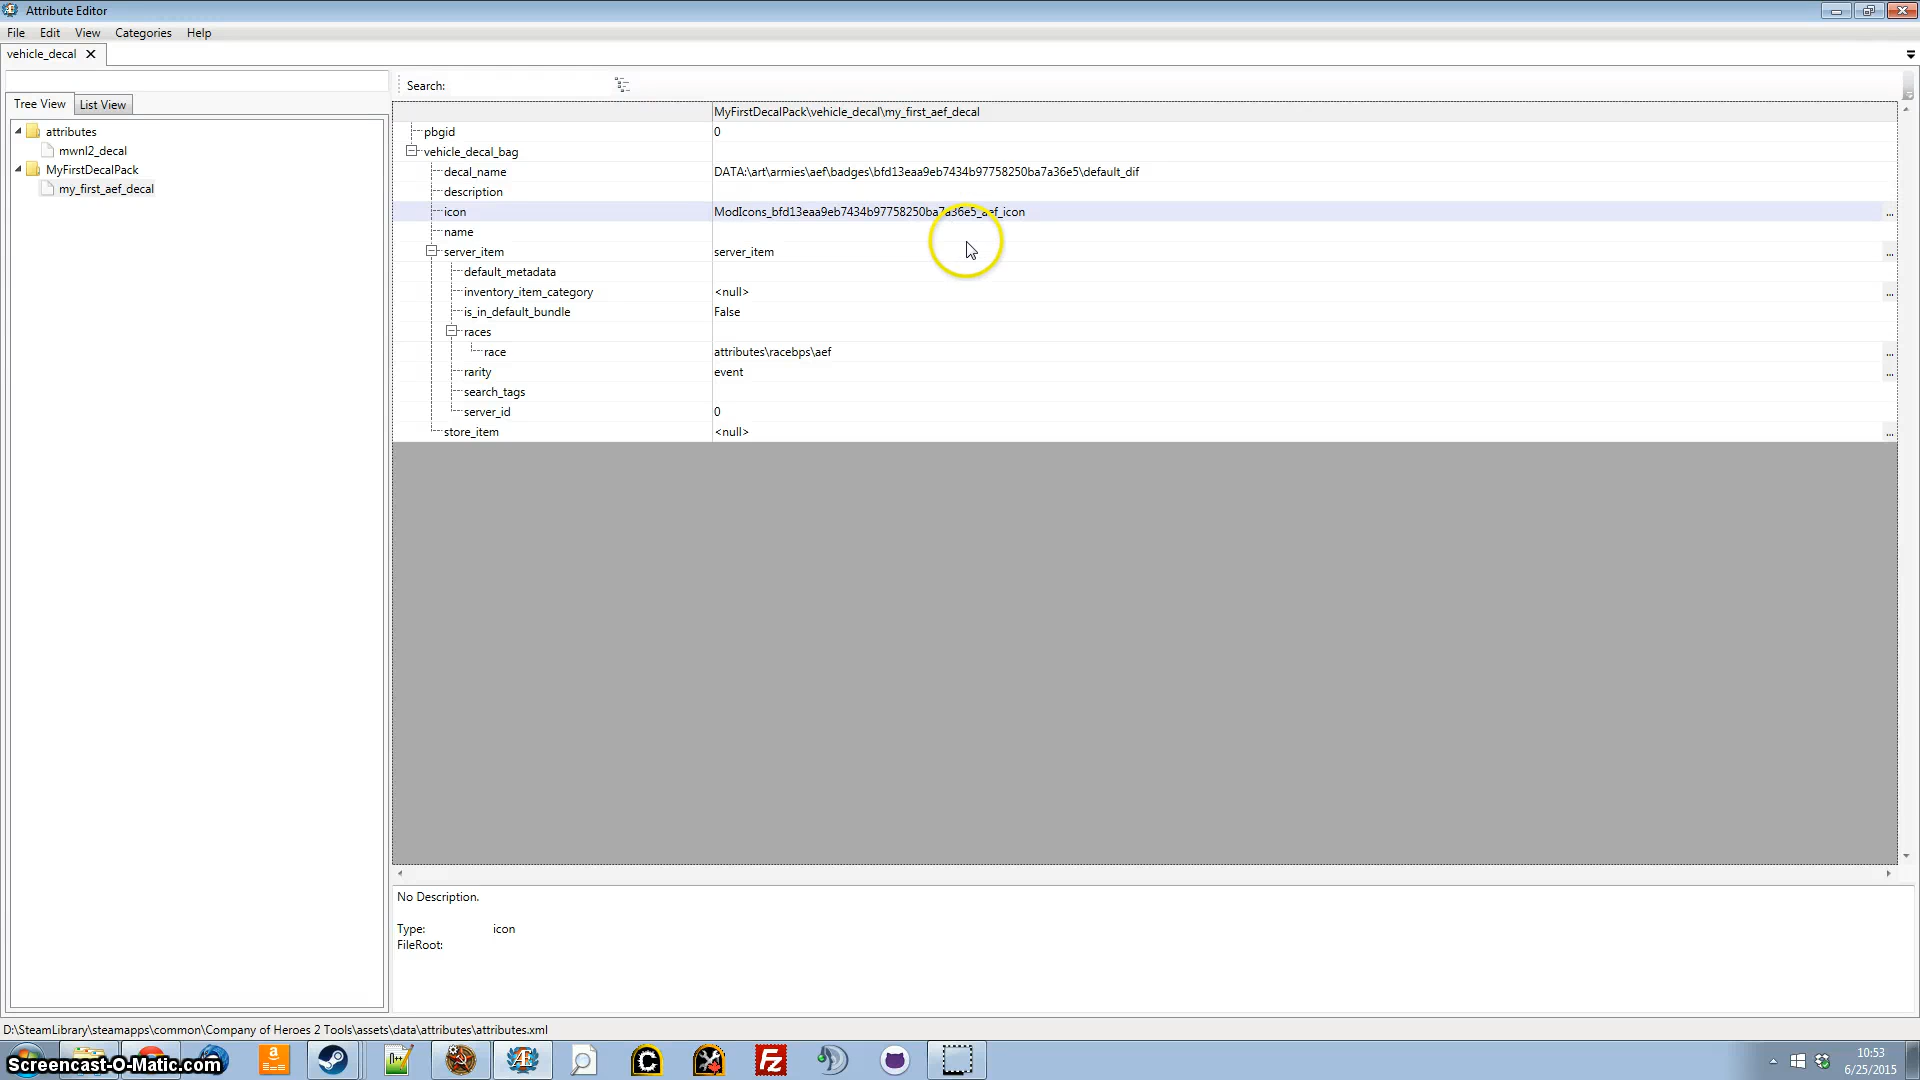 Attribute Editor
File Edit View Categories Help
vehicle_decal
Search:
Tree View List View
attributes
mwnl2_decal
MyFirstDecalPack
my_first_aef_decal
MyFirstDecalPack\vehicle_decal\my_first_aef_decal
pbgid 0
vehicle_decal_bag
decal_name DATA:\art\armies\aef\badges\bfd13eaa9eb7434b97758250ba7a36e5\default_dif
description
icon ModIcons_bfd13eaa9eb7434b97758250ba7a36e5_aef_icon ...
name
server_item server_item ...
default_metadata
inventory_item_category <null> ...
is_in_default_bundle False
races
race attributes\racebps\aef ...
rarity event ...
search_tags
server_id 0
store_item <null> ...
No Description.
Type: icon
FileRoot:
D:\SteamLibrary\steamapps\common\Company of Heroes 2 Tools\assets\data\attributes\attributes.xml
Screencast-O-Matic.com
10:53
6/25/2015